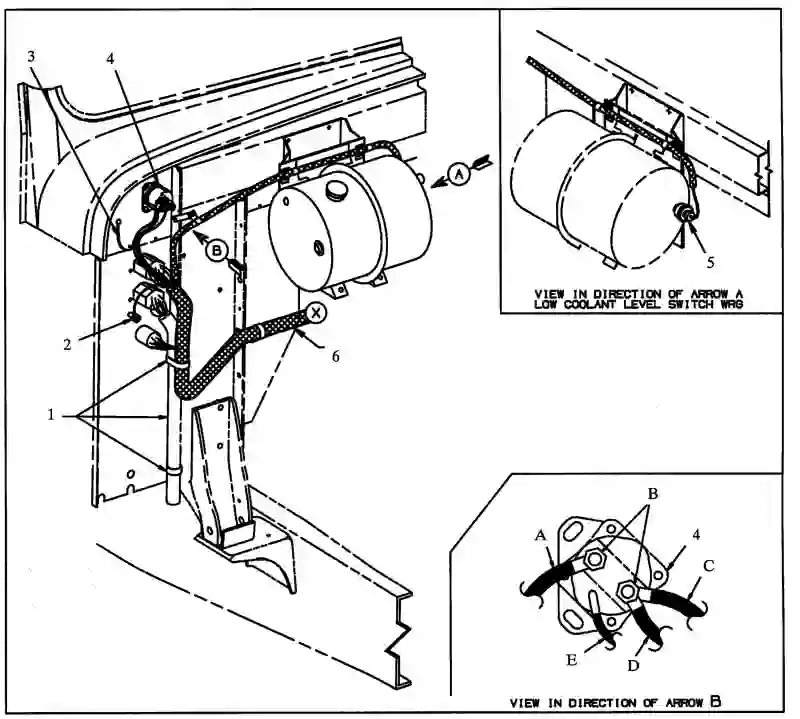 3
4
A
B
X
2
6
1
5
VIEW IN DIRECTION OF ARROW A
LOW COOLANT LEVEL SWITCH WRG
B
A
4
C
E
D
VIEW IN DIRECTION OF ARROW B